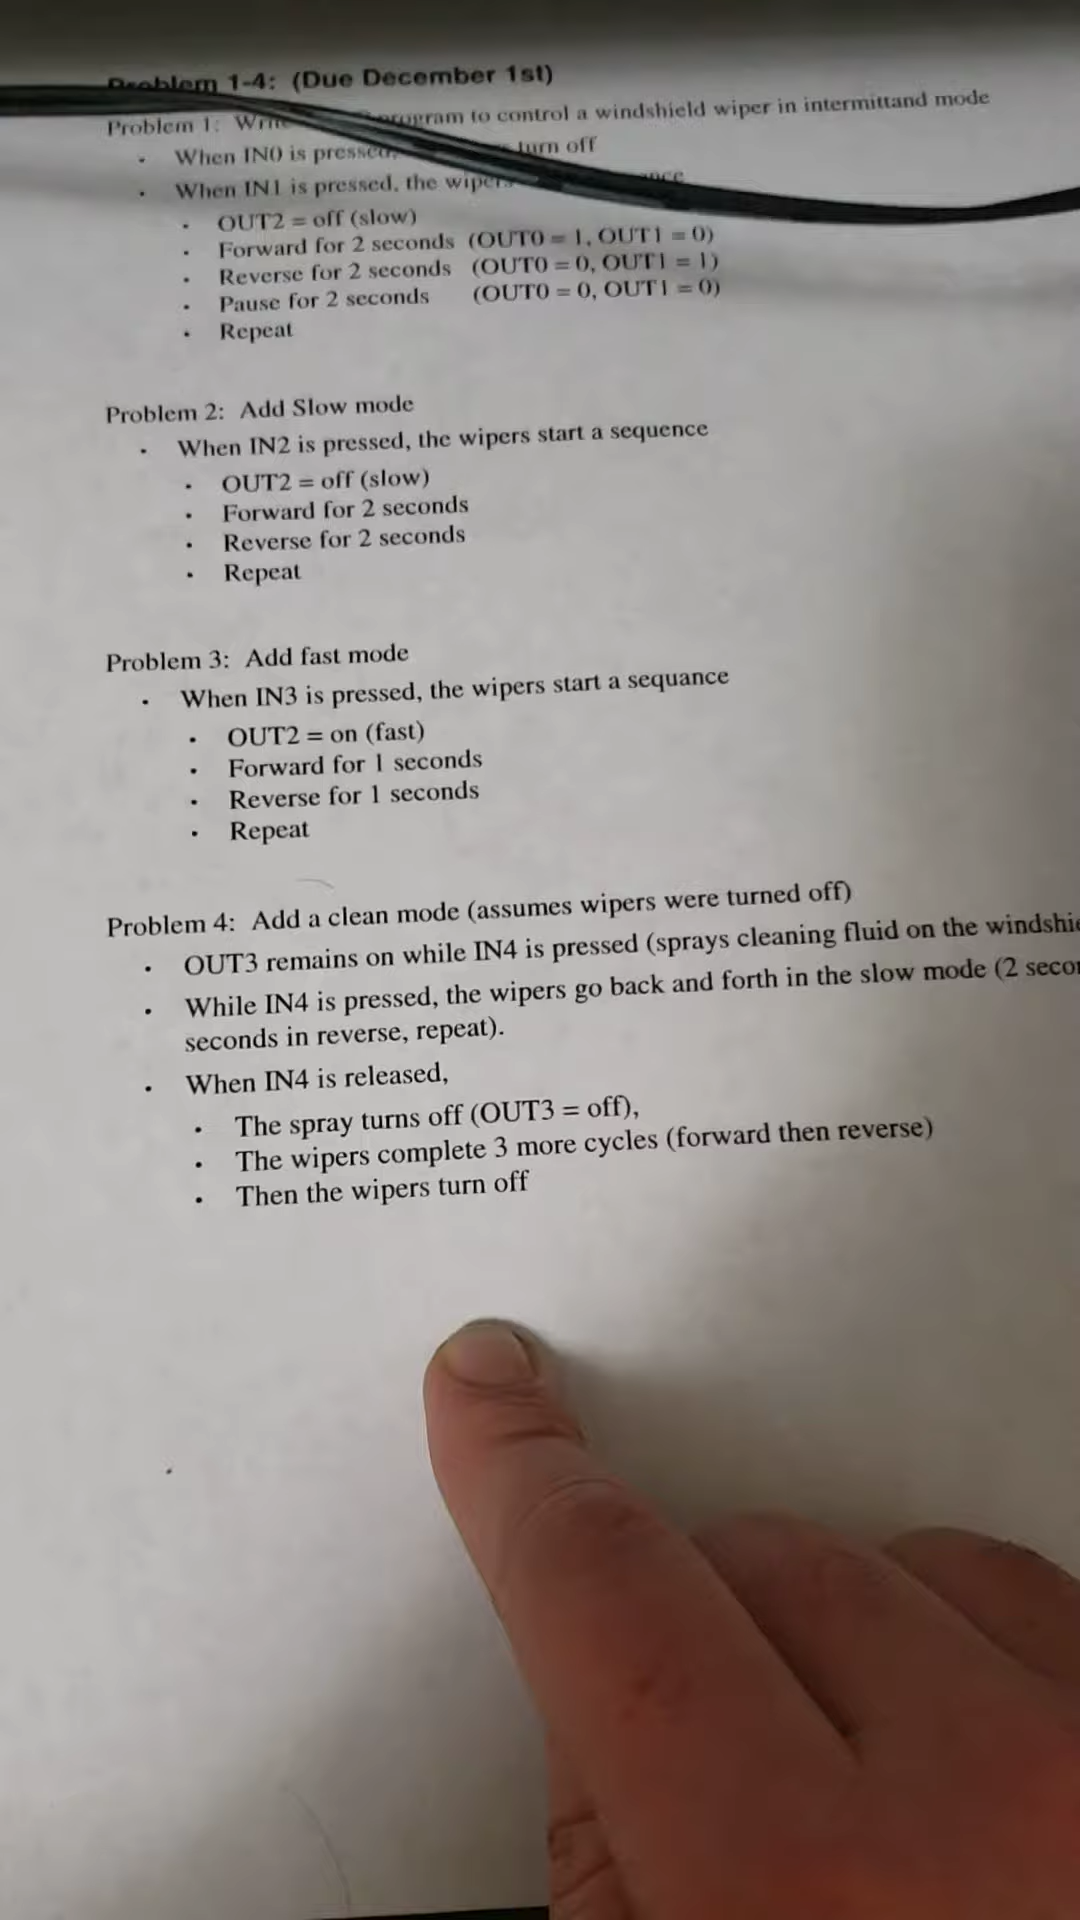 Problem 1-4: (Due December 1st)
Problem 1: Write program to control a windshield wiper in intermittand mode
• When IN0 is pressed, turn off
• When IN1 is pressed, the wipers
• OUT2 = off (slow)
• Forward for 2 seconds (OUT0 = 1, OUT1 = 0)
• Reverse for 2 seconds (OUT0 = 0, OUT1 = 1)
• Pause for 2 seconds (OUT0 = 0, OUT1 = 0)
• Repeat
Problem 2: Add Slow mode
• When IN2 is pressed, the wipers start a sequence
• OUT2 = off (slow)
• Forward for 2 seconds
• Reverse for 2 seconds
• Repeat
Problem 3: Add fast mode
• When IN3 is pressed, the wipers start a sequance
• OUT2 = on (fast)
• Forward for 1 seconds
• Reverse for 1 seconds
• Repeat
Problem 4: Add a clean mode (assumes wipers were turned off)
• OUT3 remains on while IN4 is pressed (sprays cleaning fluid on the
• While IN4 is pressed, the wipers go back and forth in the slow mode (2
seconds in reverse, repeat).
• When IN4 is released,
• The spray turns off (OUT3 = off),
• The wipers complete 3 more cycles (forward then reverse)
• Then the wipers turn off